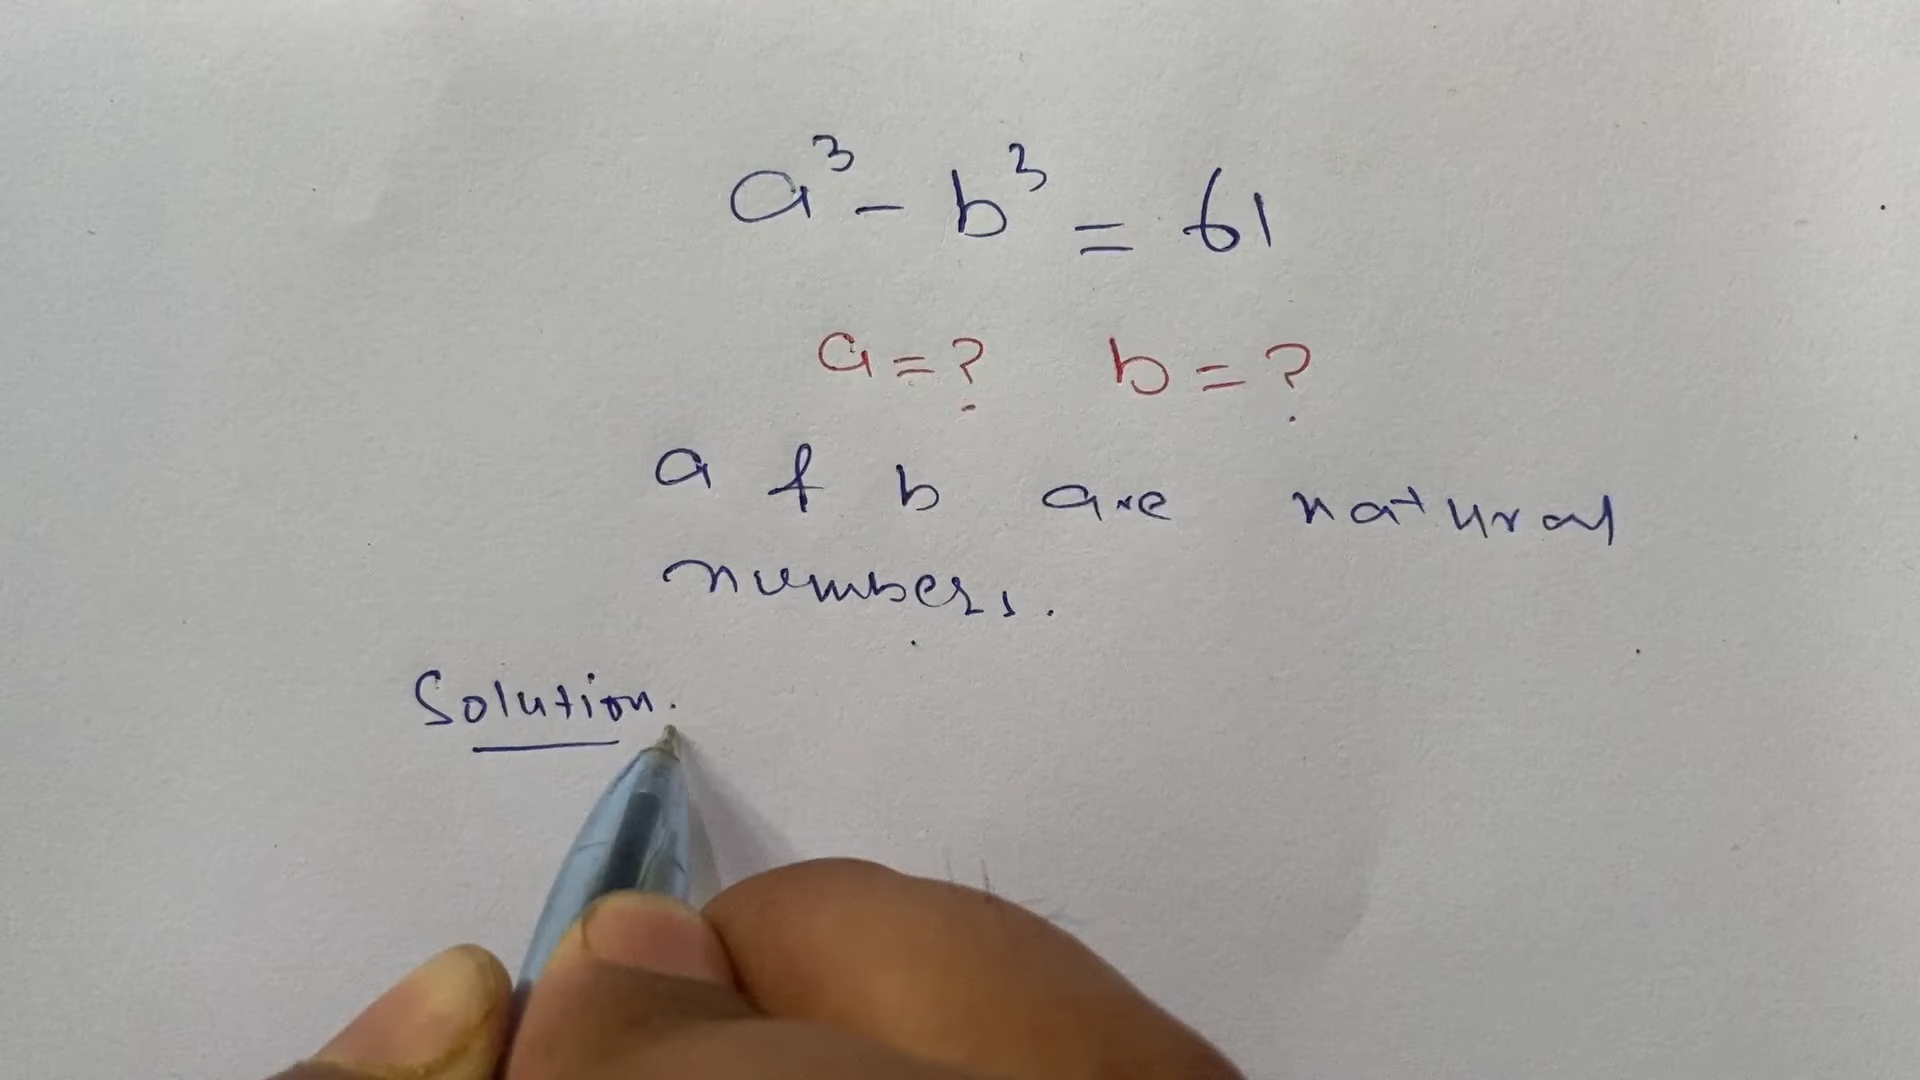 a³ - b³ = 61
a = ? b = ?
a & b are natural
numbers.
Solution.